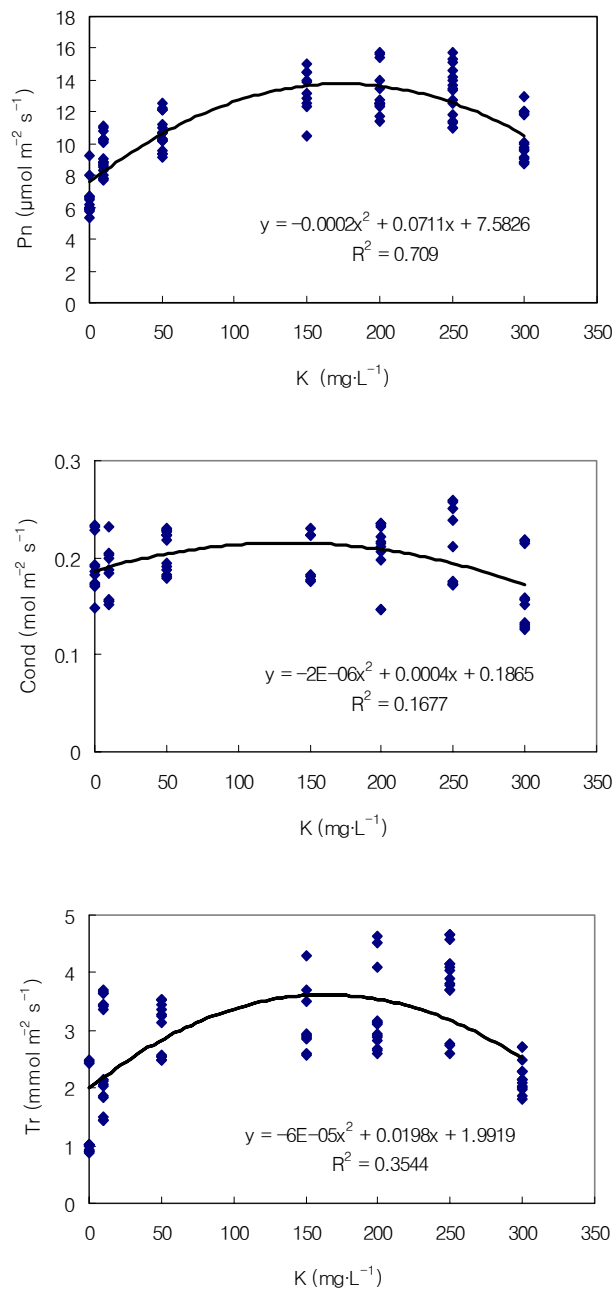 18
16
14
12
10
8
6
4
2
0
Pn (μmol m⁻² s⁻¹)
y = −0.0002x² + 0.0711x + 7.5826
R² = 0.709
0 50 100 150 200 250 300 350
K (mg·L⁻¹)
0.3
0.2
0.1
0
Cond (mol m⁻² s⁻¹)
y = −2E−06x² + 0.0004x + 0.1865
R² = 0.1677
0 50 100 150 200 250 300 350
K (mg·L⁻¹)
5
4
3
2
1
0
Tr (mmol m⁻² s⁻¹)
y = −6E−05x² + 0.0198x + 1.9919
R² = 0.3544
0 50 100 150 200 250 300 350
K (mg·L⁻¹)